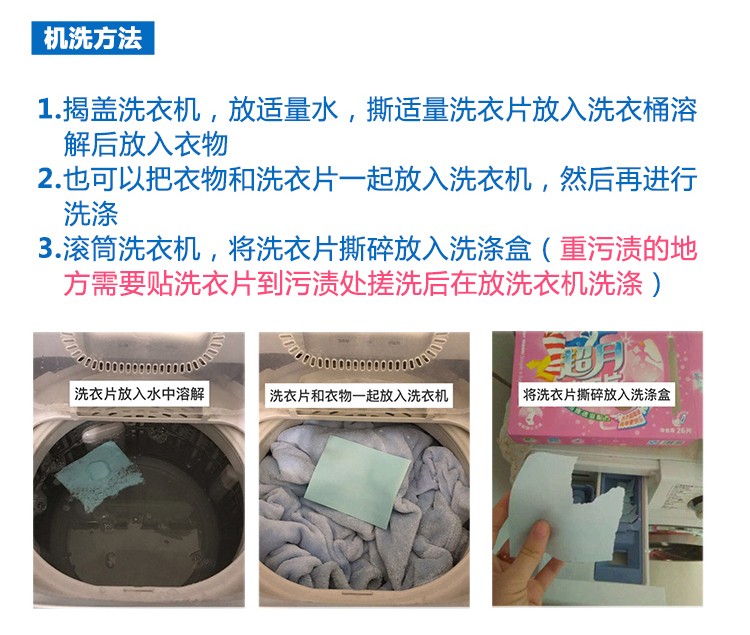 机洗方法
1.揭盖洗衣机，放适量水，撕适量洗衣片放入洗衣桶溶
解后放入衣物
2.也可以把衣物和洗衣片一起放入洗衣机，然后再进行
洗涤
3.滚筒洗衣机，将洗衣片撕碎放入洗涤盒（重污渍的地
方需要贴洗衣片到污渍处搓洗后在放洗衣机洗涤）
洗衣片放入水中溶解
洗衣片和衣物一起放入洗衣机
将洗衣片撕碎放入洗涤盒
超月
26片